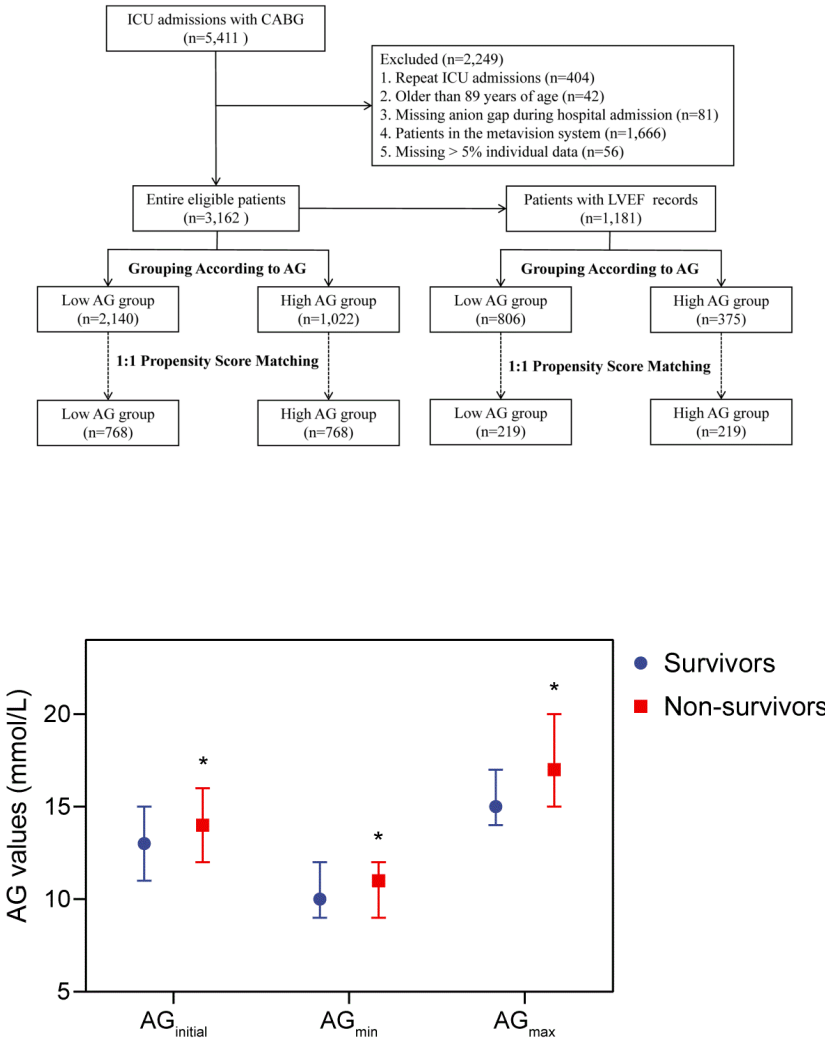 ICU admissions with CABG
(n=5,411 )
Excluded (n=2,249)
1. Repeat ICU admissions (n=404)
2. Older than 89 years of age (n=42)
3. Missing anion gap during hospital admission (n=81)
4. Patients in the metavision system (n=1,666)
5. Missing > 5% individual data (n=56)
Entire eligible patients
(n=3,162 )
Patients with LVEF records
(n=1,181)
Grouping According to AG
Grouping According to AG
Low AG group
(n=2,140)
High AG group
(n=1,022)
Low AG group
(n=806)
High AG group
(n=375)
1:1 Propensity Score Matching
1:1 Propensity Score Matching
Low AG group
(n=768)
High AG group
(n=768)
Low AG group
(n=219)
High AG group
(n=219)
AG values (mmol/L)
20
15
10
5
*
*
*
AGinitial
AGmin
AGmax
Survivors
Non-survivors